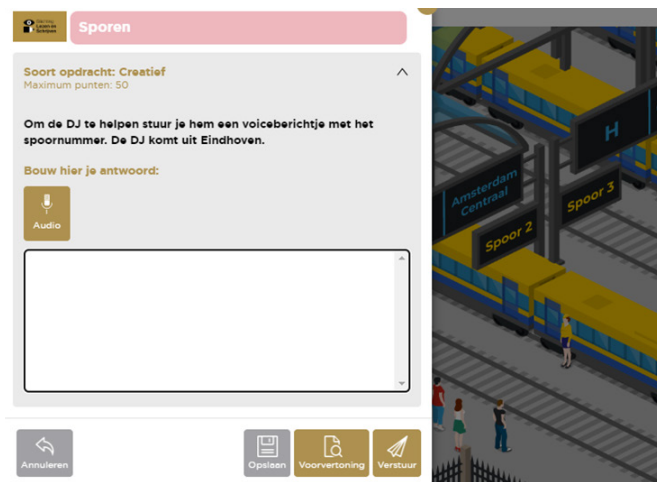 Sporen
Soort opdracht: Creatief
Maximum punten: 50
Om de DJ te helpen stuur je hem een voiceberichtje met het
spoornummer. De DJ komt uit Eindhoven.
Bouw hier je antwoord:
Audio
Annuleren
Opslaan
Voorvertoning
Verstuur
H
Amsterdam
Centraal
Spoor 2
Spoor 3